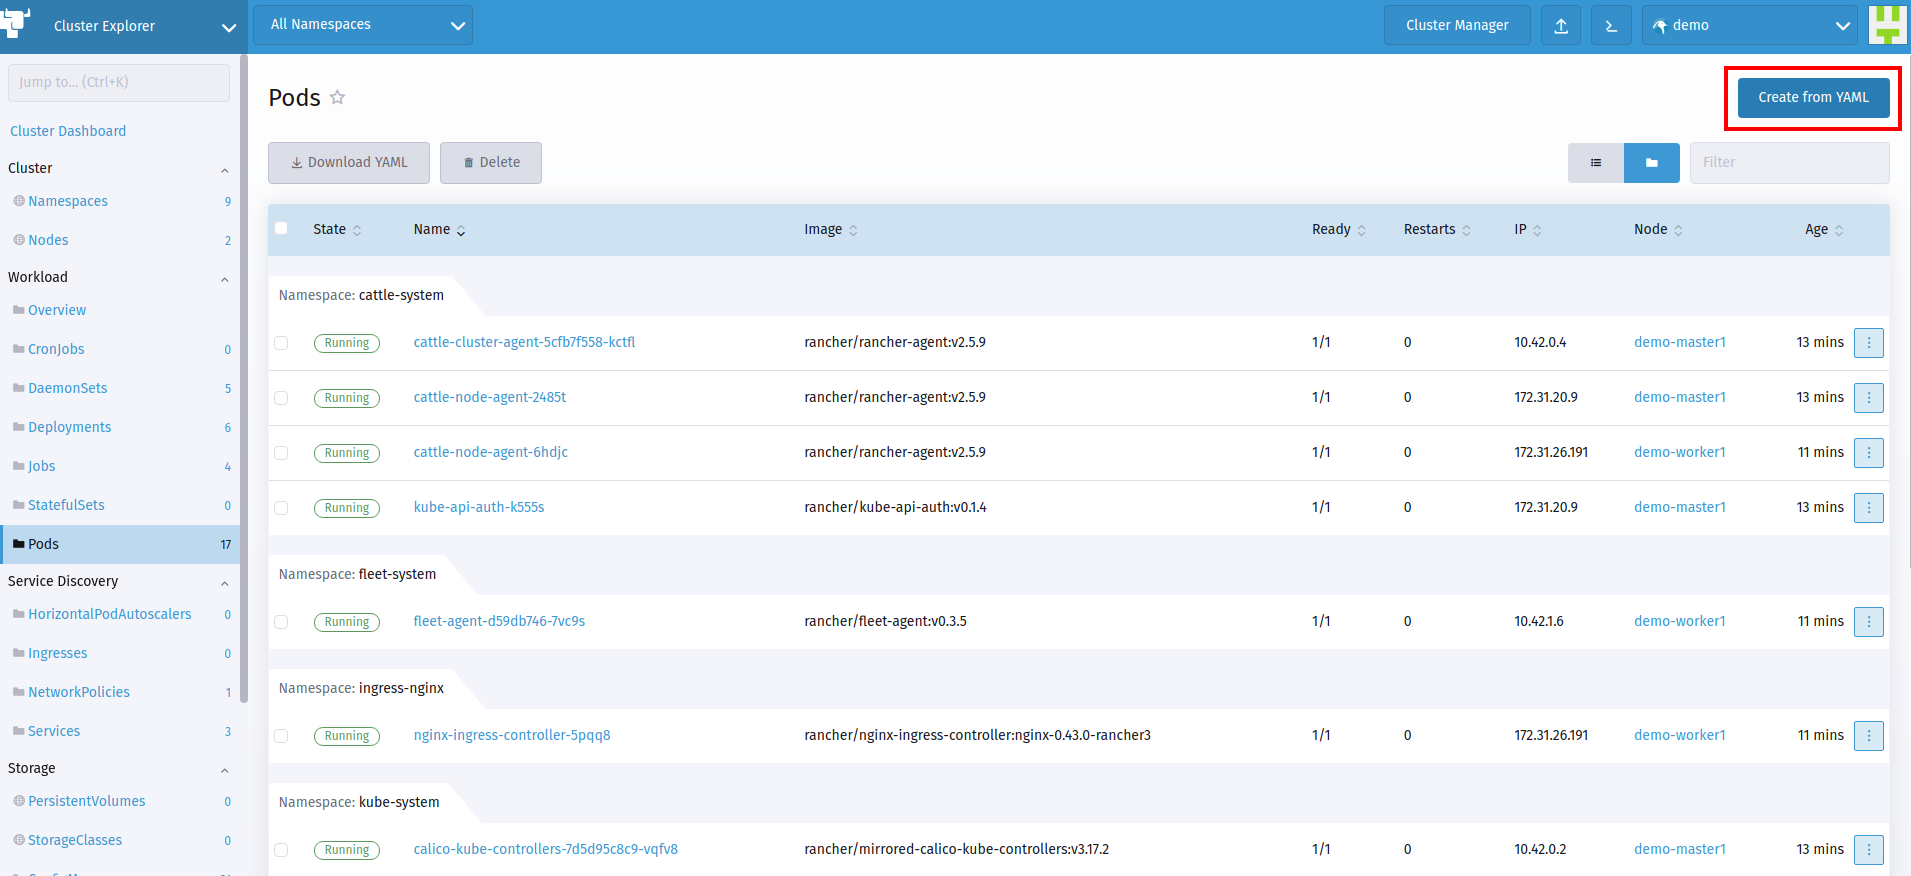 Cluster Explorer
All Namespaces
Cluster Manager
demo
Jump to... (Ctrl+K)
Cluster Dashboard
Cluster
Namespaces 9
Nodes 2
Workload
Overview
CronJobs 0
DaemonSets 5
Deployments 6
Jobs 4
StatefulSets 0
Pods 17
Service Discovery
HorizontalPodAutoscalers 0
Ingresses 0
NetworkPolicies 1
Services 3
Storage
PersistentVolumes 0
StorageClasses 0
Pods
Create from YAML
Download YAML Delete
Filter
State Name Image Ready Restarts IP Node Age
Namespace: cattle-system
Running cattle-cluster-agent-5cfb7f558-kctfl rancher/rancher-agent:v2.5.9 1/1 0 10.42.0.4 demo-master1 13 mins
Running cattle-node-agent-2485t rancher/rancher-agent:v2.5.9 1/1 0 172.31.20.9 demo-master1 13 mins
Running cattle-node-agent-6hdjc rancher/rancher-agent:v2.5.9 1/1 0 172.31.26.191 demo-worker1 11 mins
Running kube-api-auth-k555s rancher/kube-api-auth:v0.1.4 1/1 0 172.31.20.9 demo-master1 13 mins
Namespace: fleet-system
Running fleet-agent-d59db746-7vc9s rancher/fleet-agent:v0.3.5 1/1 0 10.42.1.6 demo-worker1 11 mins
Namespace: ingress-nginx
Running nginx-ingress-controller-5pqq8 rancher/nginx-ingress-controller:nginx-0.43.0-rancher3 1/1 0 172.31.26.191 demo-worker1 11 mins
Namespace: kube-system
Running calico-kube-controllers-7d5d95c8c9-vqfv8 rancher/mirrored-calico-kube-controllers:v3.17.2 1/1 0 10.42.0.2 demo-master1 13 mins